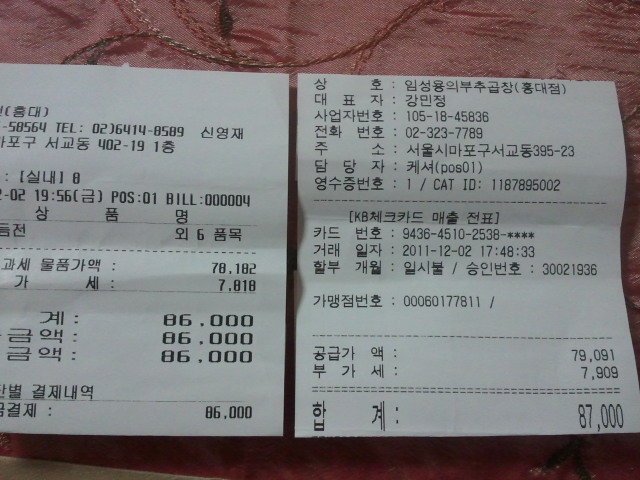 (홍대)
-58564 TEL: 02)6414-8589 신영재
마포구 서교동 402-19 1층
: [실내] 8
2-02 19:56(금) POS:01 BILL:000004
상 품 명
듬전 외 6 품목
과세 물품가액 : 78,182
가 세 : 7,818
계 : 86,000
금액 : 86,000
금액 : 86,000
단별 결제내역
금결제 : 86,000
상 호 : 임성용의부추곱창(홍대점)
대 표 자 : 강민정
사업자번호 : 105-18-45836
전화 번호 : 02-323-7789
주 소 : 서울시마포구서교동395-23
담 당 자 : 케셔(pos01)
영수증번호 : 1 / CAT ID: 1187895002
[KB체크카드 매출 전표]
카드 번호 : 9436-4510-2538-****
거래 일자 : 2011-12-02 17:48:33
할부 개월 : 일시불 / 승인번호 : 30021936
가맹점번호 : 00060177811 /
공급가 액 : 79,091
부 가 세 : 7,909
합 계 : 87,000